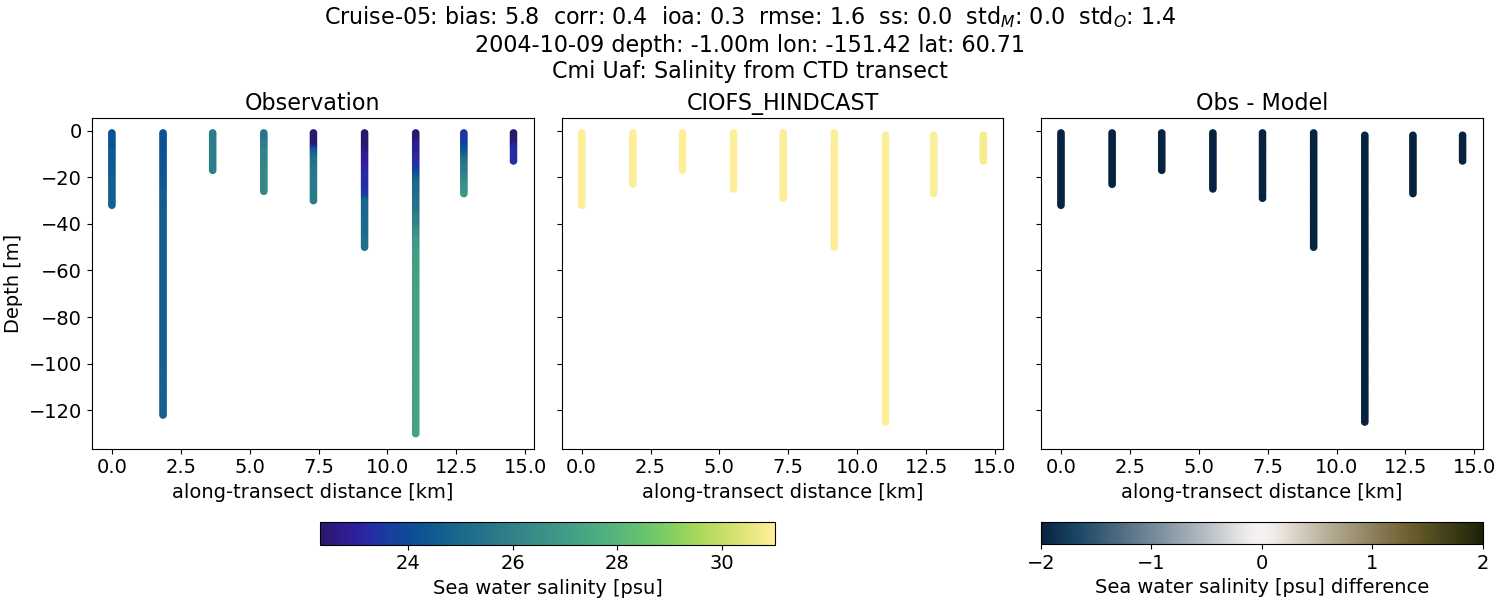 Cruise-05: bias: 5.8  corr: 0.4  ioa: 0.3  rmse: 1.6  ss: 0.0  std_M: 0.0  std_O: 1.4
2004-10-09 depth: -1.00m lon: -151.42 lat: 60.71
Cmi Uaf: Salinity from CTD transect
Observation
CIOFS_HINDCAST
Obs - Model
Depth [m]
0
−20
−40
−60
−80
−100
−120
0.0 2.5 5.0 7.5 10.0 12.5 15.0
0.0 2.5 5.0 7.5 10.0 12.5 15.0
0.0 2.5 5.0 7.5 10.0 12.5 15.0
along-transect distance [km]
along-transect distance [km]
along-transect distance [km]
24 26 28 30
Sea water salinity [psu]
−2 −1 0 1 2
Sea water salinity [psu] difference